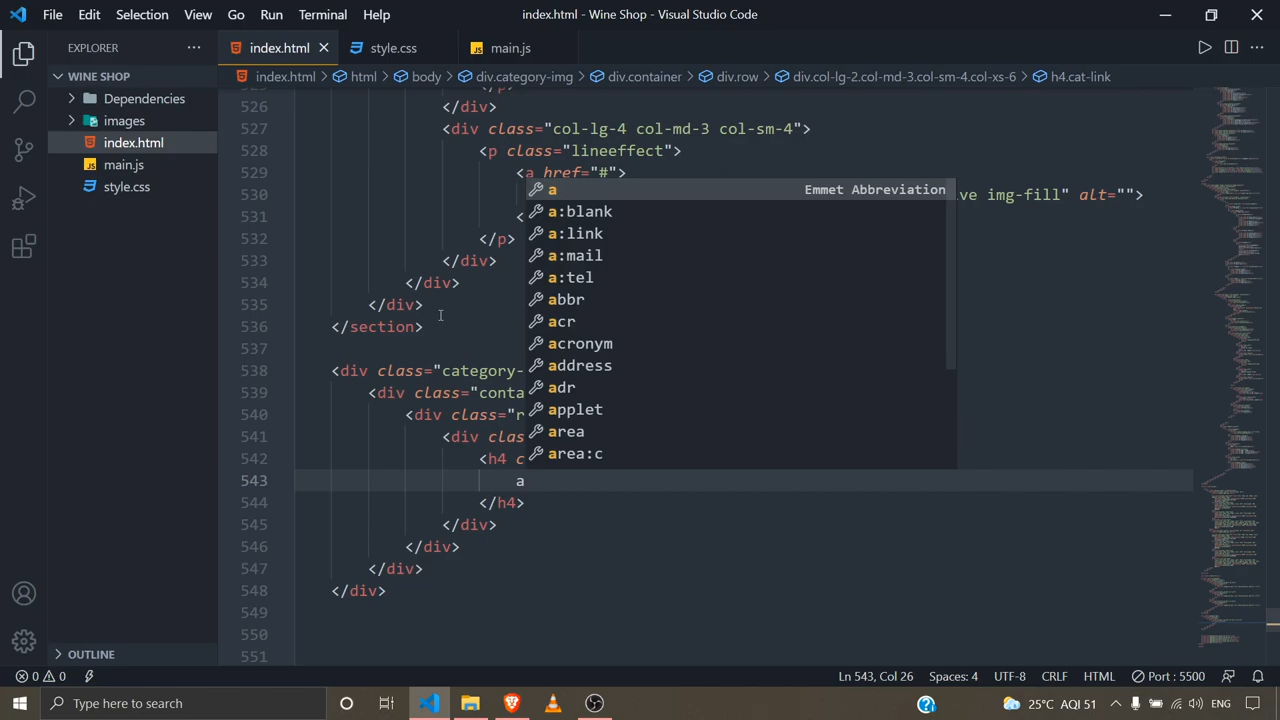 File Edit Selection View Go Run Terminal Help index.html - Wine Shop - Visual Studio Code
EXPLORER ··· index.html style.css main.js
WINE SHOP
Dependencies
images
index.html
main.js
style.css
OUTLINE
index.html > html > body > div.category-img > div.container > div.row > div.col-lg-2.col-md-3.col-sm-4.col-xs-6 > h4.cat-link
526 </div>
527 <div class="col-lg-4 col-md-3 col-sm-4">
528 <p class="lineeffect">
529 <a href="#">
530 ve img-fill" alt="">
531 <
532 </p>
533 </div>
534 </div>
535 </div>
536 </section>
537
538 <div class="category-
539 <div class="conta
540 <div class="r
541 <div clas
542 <h4 c
543 a
544 </h4>
545 </div>
546 </div>
547 </div>
548 </div>
549
550
551
a Emmet Abbreviation
a:blank
a:link
a:mail
a:tel
abbr
acr
acronym
address
adr
applet
area
area:c
0 0 Ln 543, Col 26 Spaces: 4 UTF-8 CRLF HTML Port : 5500
Type here to search 25°C AQI 51 ENG